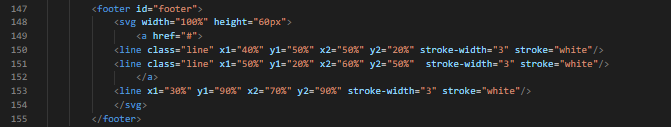 147 <footer id="footer">
148 <svg width="100%" height="60px">
149 <a href="#">
150 <line class="line" x1="40%" y1="50%" x2="50%" y2="20%" stroke-width="3" stroke="white"/>
151 <line class="line" x1="50%" y1="20%" x2="60%" y2="50%"  stroke-width="3" stroke="white"/>
152 </a>
153 <line x1="30%" y1="90%" x2="70%" y2="90%" stroke-width="3" stroke="white"/>
154 </svg>
155 </footer>